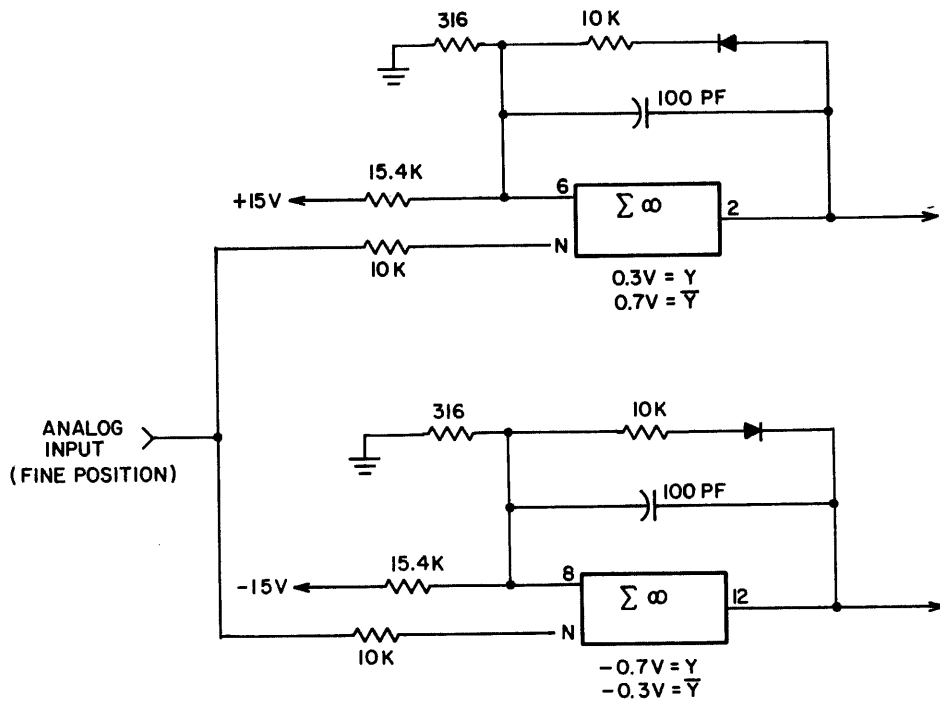 316
10 K
100 PF
15.4K
+15V
6
Σ ∞
2
N
10K
0.3V = Y
0.7V = Y̅
ANALOG
INPUT
(FINE POSITION)
316
10K
100 PF
15.4K
-15V
8
Σ ∞
12
N
10K
-0.7V = Y
-0.3V = Y̅